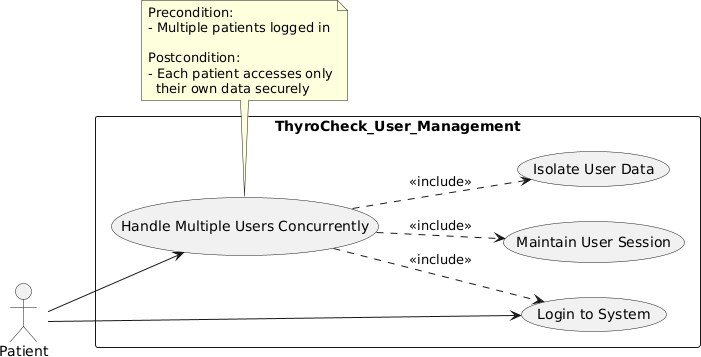 Precondition:
- Multiple patients logged in
Postcondition:
- Each patient accesses only
their own data securely
ThyroCheck_User_Management
Isolate User Data
«include»
Handle Multiple Users Concurrently
«include»
Maintain User Session
«include»
Login to System
Patient